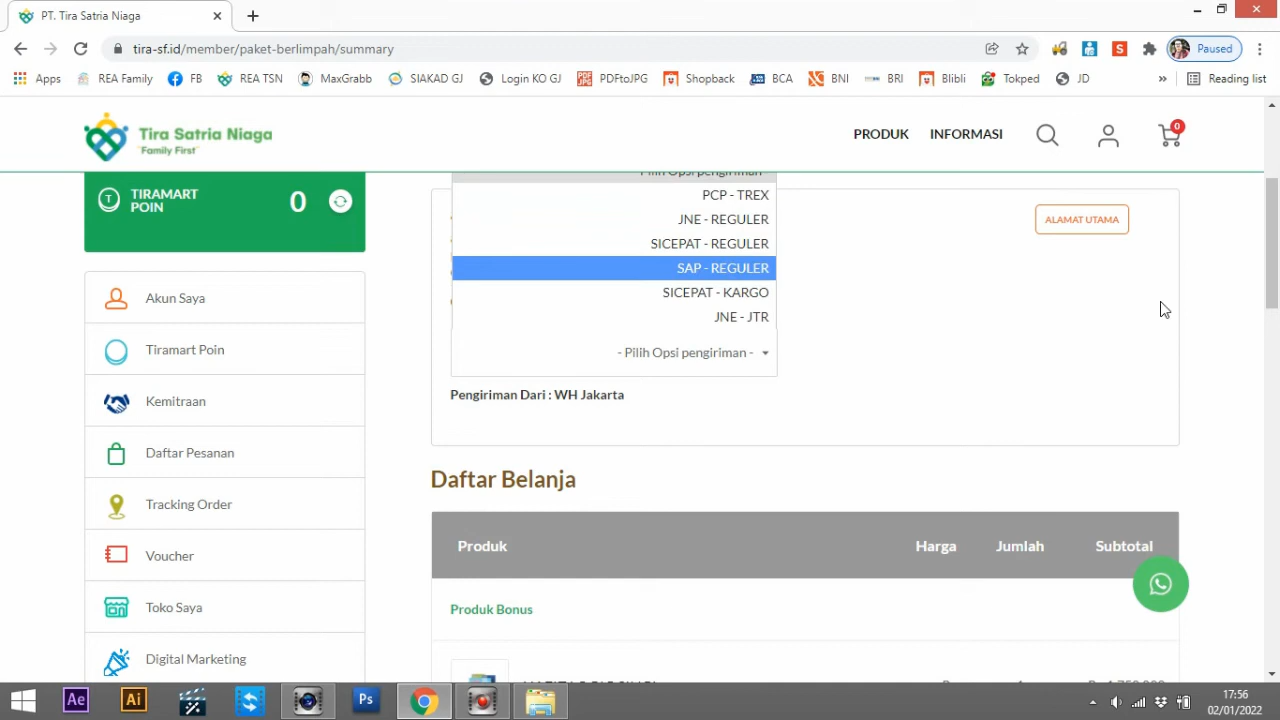 PT. Tira Satria Niaga
tira-sf.id/member/paket-berlimpah/summary
Paused
Apps
REA Family
FB
REA TSN
MaxGrabb
SIAKAD GJ
Login KO GJ
PDFtoJPG
Shopback
BCA
BNI
BRI
Blibli
Tokped
JD
»
Reading list
Tira Satria Niaga
"Family First"
PRODUK
INFORMASI
0
TIRAMART
POIN
0
Akun Saya
Tiramart Poin
Kemitraan
Daftar Pesanan
Tracking Order
Voucher
Toko Saya
Digital Marketing
PCP - TREX
JNE - REGULER
SICEPAT - REGULER
SAP - REGULER
SICEPAT - KARGO
JNE - JTR
- Pilih Opsi pengiriman -
ALAMAT UTAMA
Pengiriman Dari : WH Jakarta
Daftar Belanja
Produk Harga Jumlah Subtotal
Produk Bonus
Ae
Ai
Ps
17:56
02/01/2022